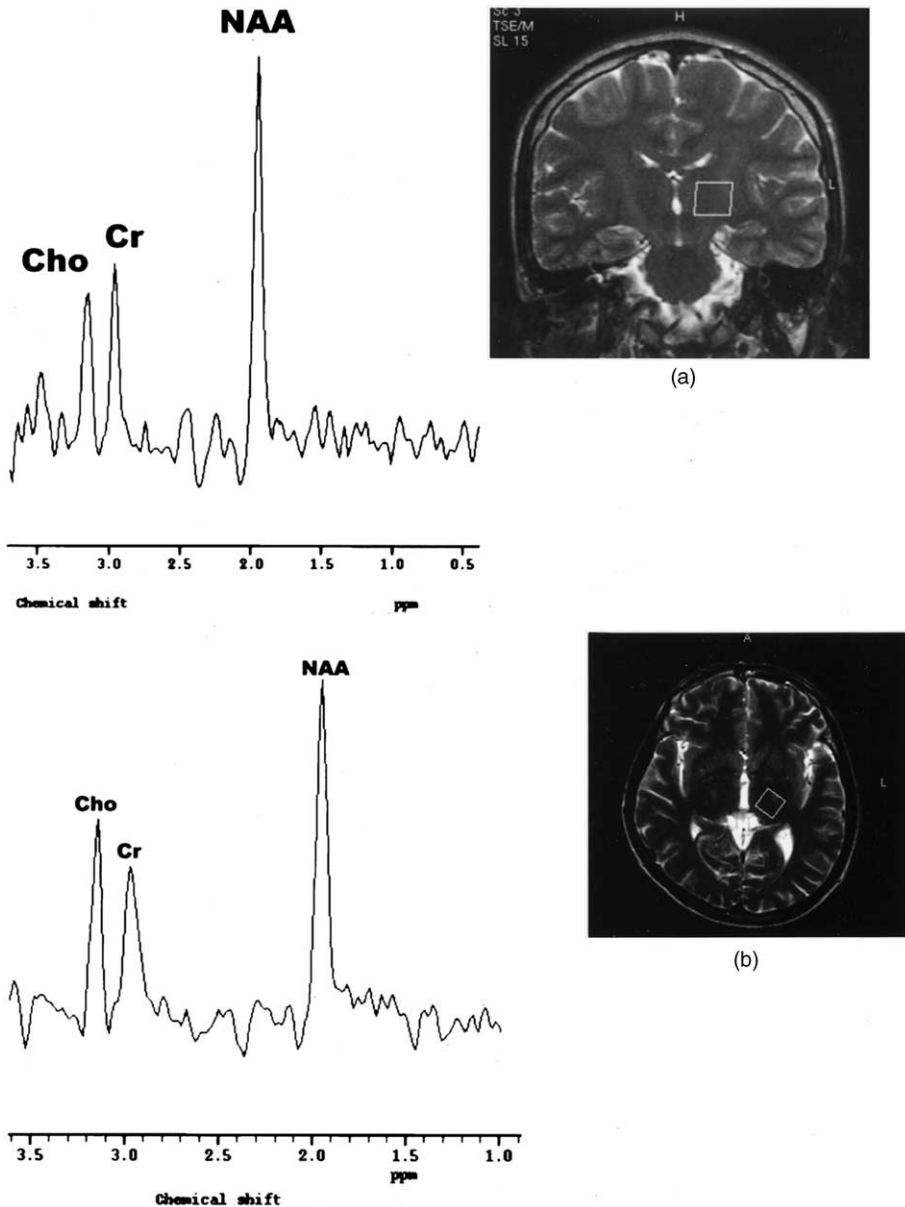 NAA
Cr
Cho
3.5 3.0 2.5 2.0 1.5 1.0 0.5
Chemical shift ppm
Sc 3
TSE/M
SL 15
H
L
(a)
NAA
Cho
Cr
3.5 3.0 2.5 2.0 1.5 1.0
ppm
Chemical shift
A
L
(b)